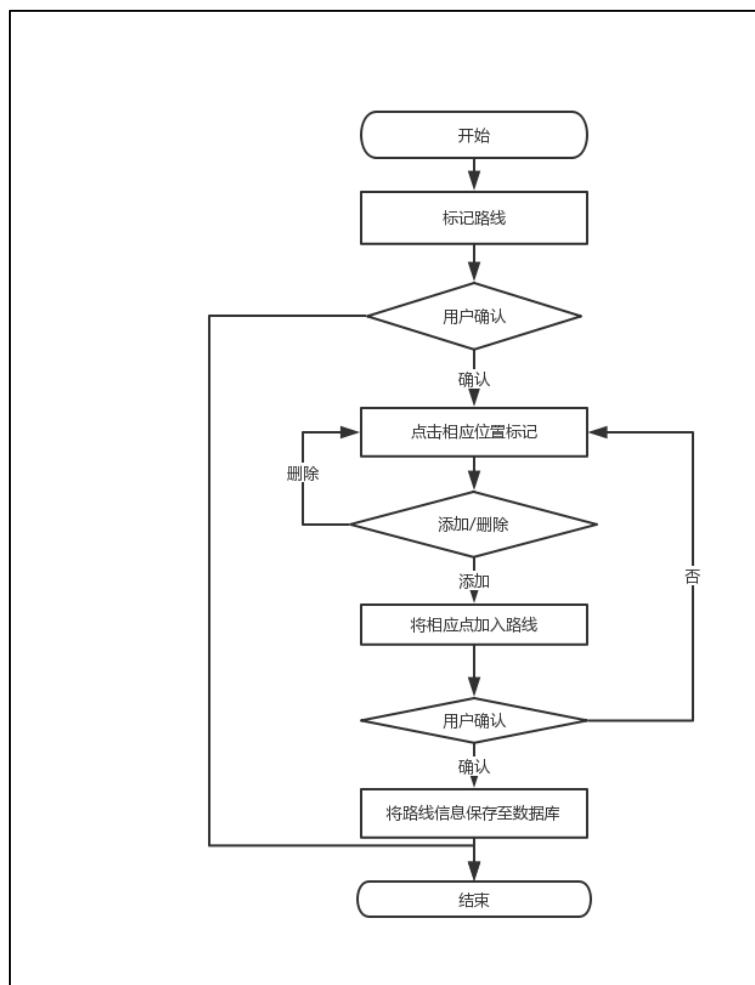 开始
标记路线
用户确认
确认
点击相应位置标记
删除
添加/删除
添加
否
将相应点加入路线
用户确认
确认
将路线信息保存至数据库
结束